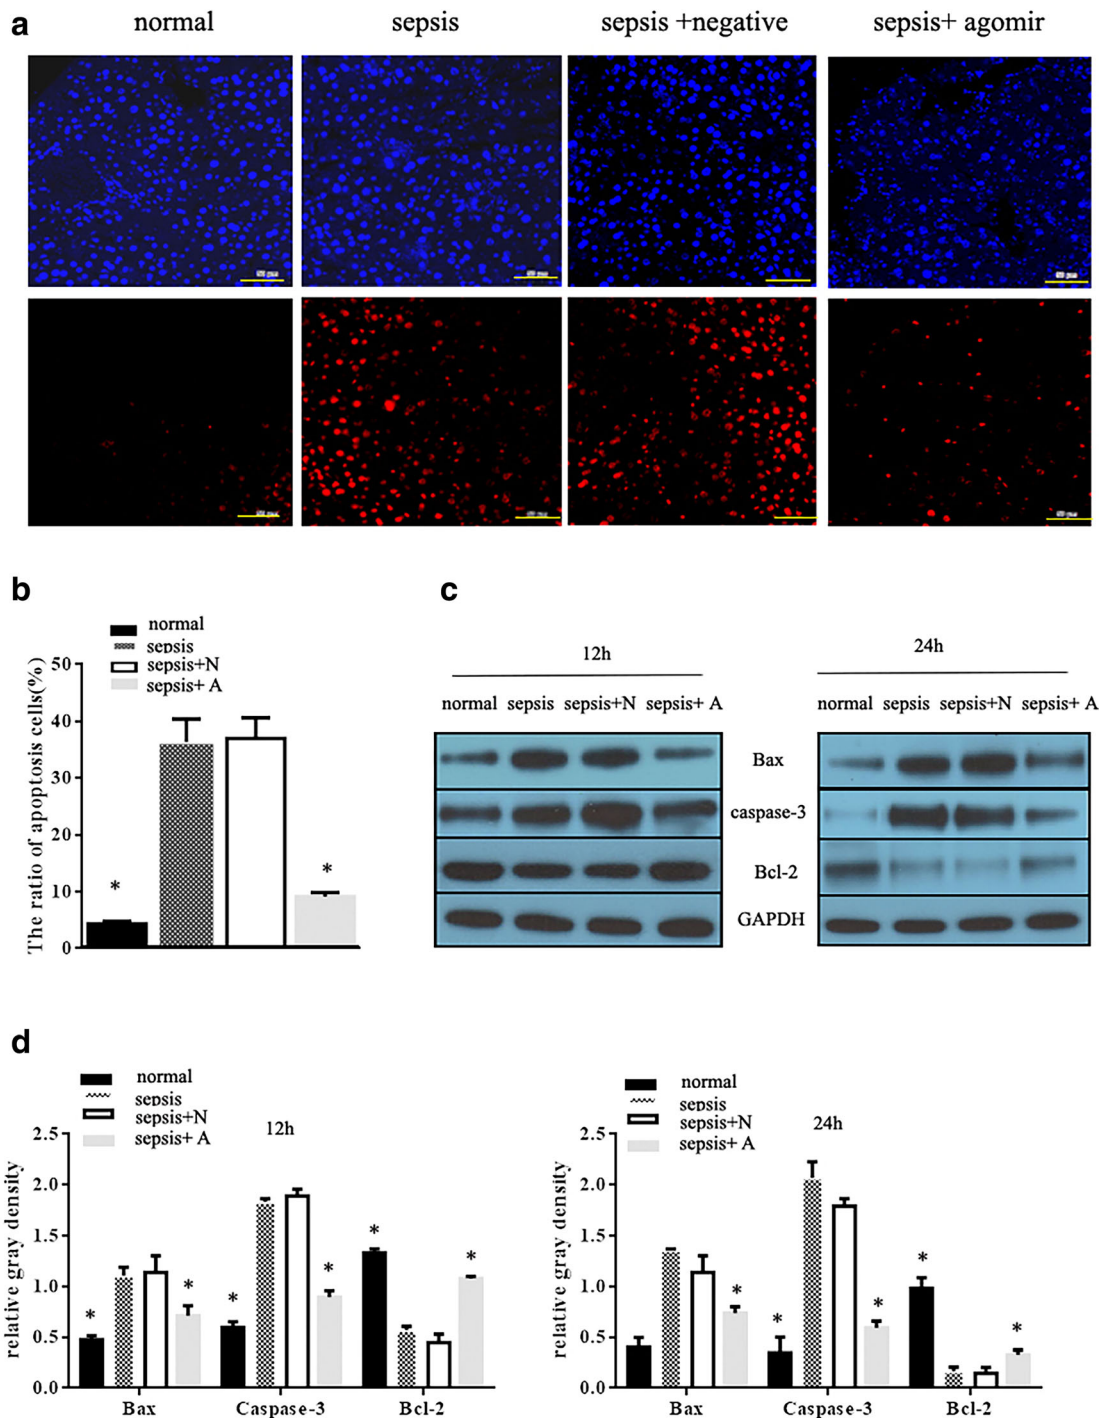 a
normal sepsis sepsis +negative sepsis+ agomir
b
normal
sepsis
sepsis+N
sepsis+ A
The ratio of apoptosis cells(%)
50
40
30
20
10
0
*
*
c
12h 24h
normal sepsis sepsis+N sepsis+ A normal sepsis sepsis+N sepsis+ A
Bax
caspase-3
Bcl-2
GAPDH
d
normal
sepsis
sepsis+N
sepsis+ A
12h
relative gray density
2.5
2.0
1.5
1.0
0.5
0.0
* * * * * *
Bax Caspase-3 Bcl-2
normal
sepsis
sepsis+N
sepsis+ A
24h
relative gray density
2.5
2.0
1.5
1.0
0.5
0.0
* * * * *
Bax Caspase-3 Bcl-2